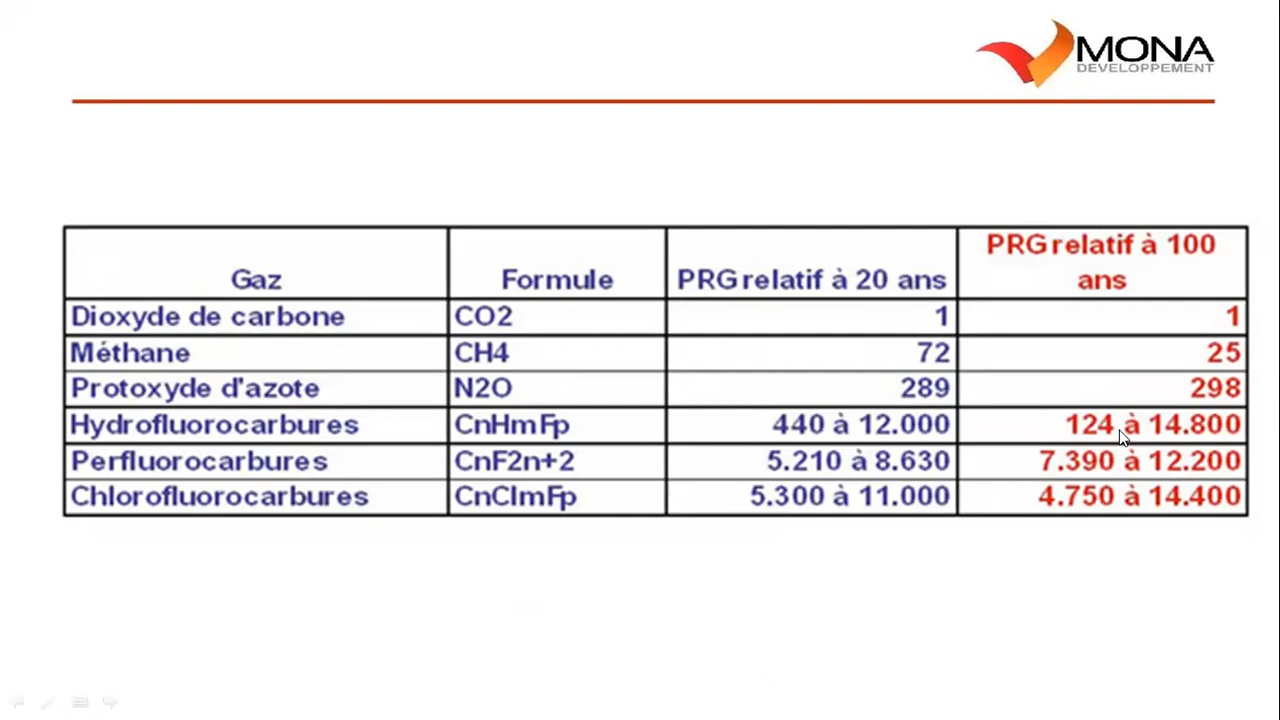 MONA
DEVELOPPEMENT
Gaz Formule PRG relatif à 20 ans PRG relatif à 100 ans
Dioxyde de carbone CO2 1 1
Méthane CH4 72 25
Protoxyde d'azote N2O 289 298
Hydrofluorocarbures CnHmFp 440 à 12.000 124 à 14.800
Perfluorocarbures CnF2n+2 5.210 à 8.630 7.390 à 12.200
Chlorofluorocarbures CnClmFp 5.300 à 11.000 4.750 à 14.400